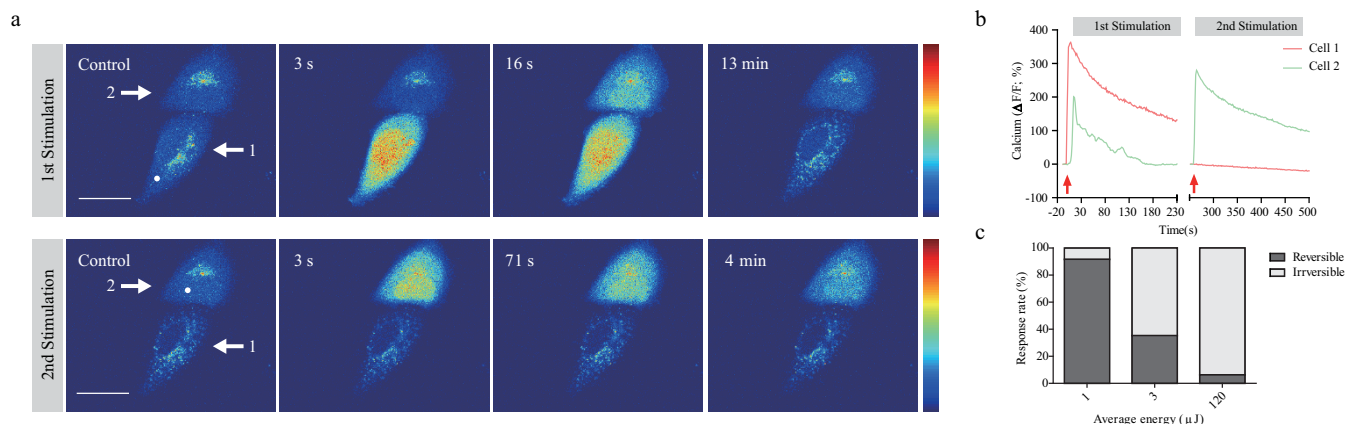 a
1st Stimulation
Control
3 s
16 s
13 min
2
1
2nd Stimulation
Control
3 s
71 s
4 min
2
1
b
1st Stimulation
2nd Stimulation
Cell 1
Cell 2
Calcium (ΔF/F; %)
400
300
200
100
0
-100
-20 30 80 130 180 230 300 350 400 450 500
Time(s)
c
Reversible
Irrversible
Response rate (%)
100
80
60
40
20
0
1 3 120
Average energy (μJ)